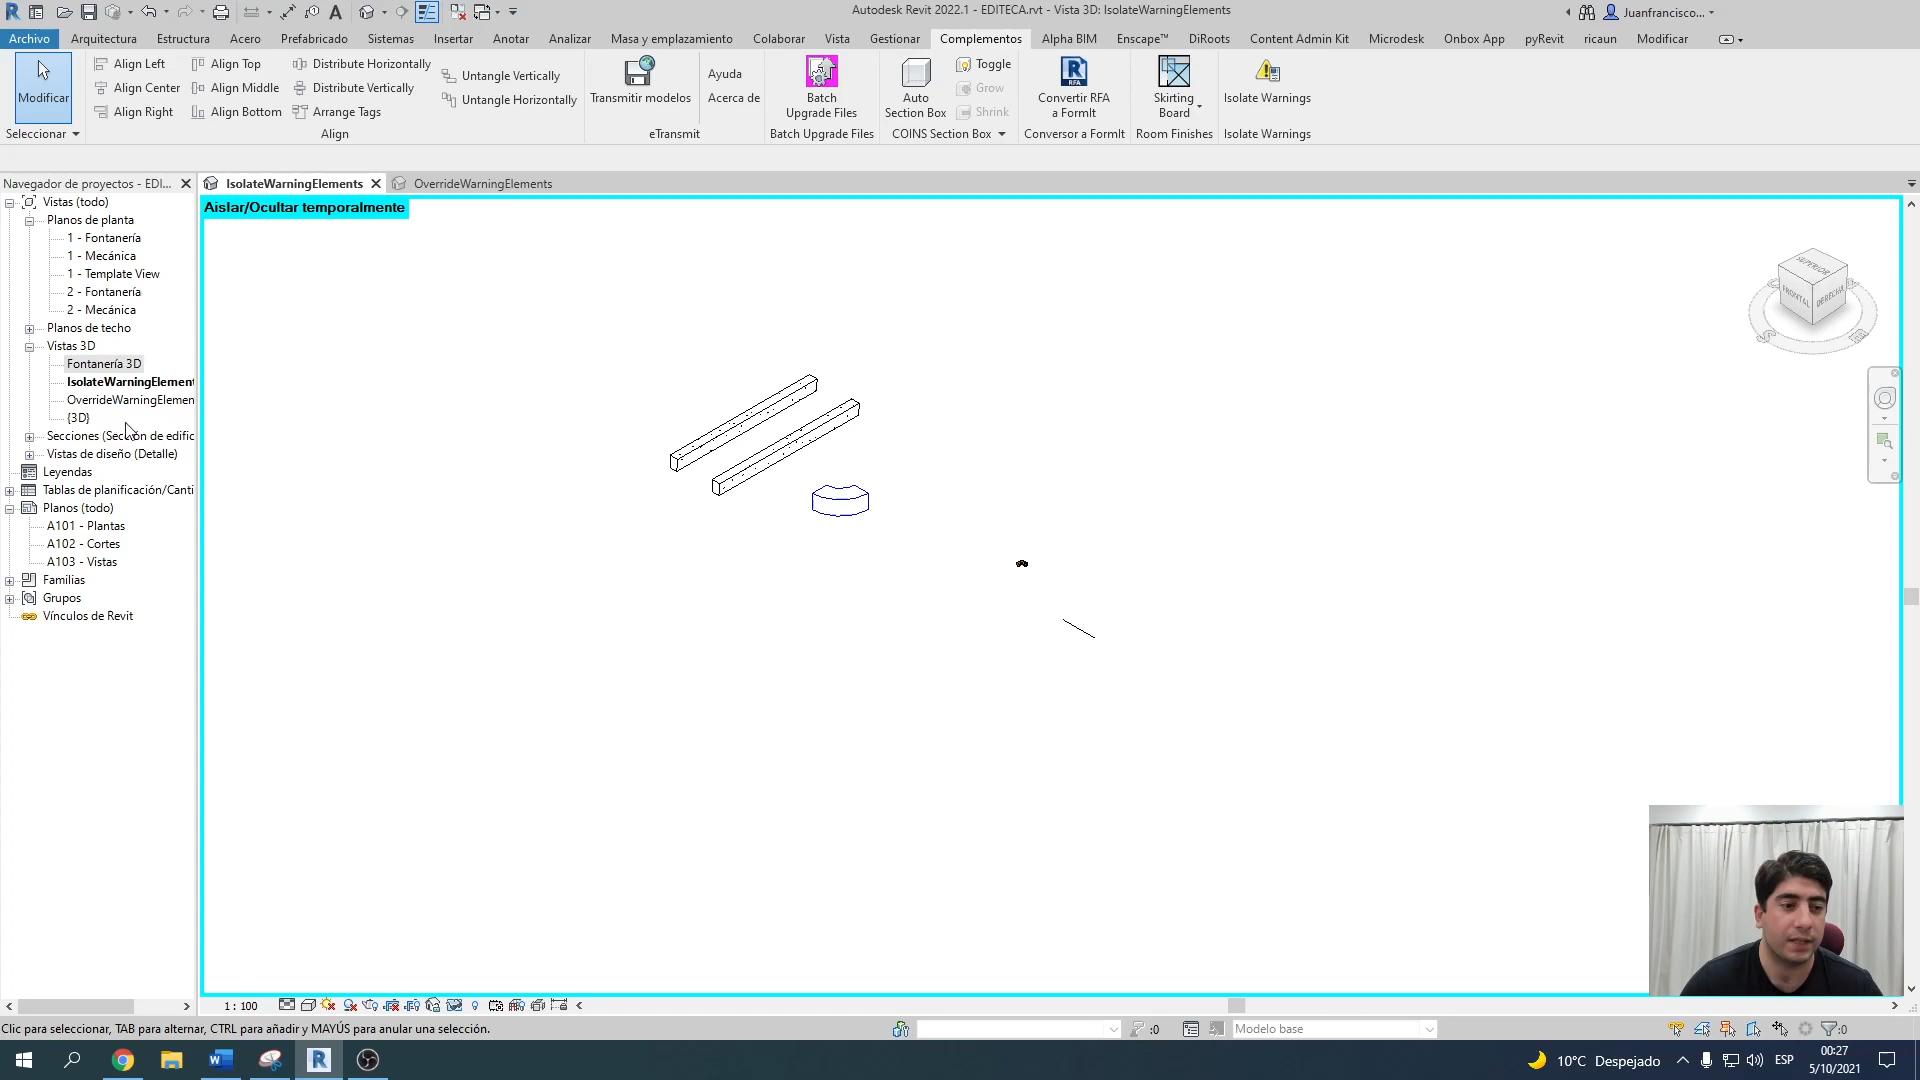 Autodesk Revit 2022.1 - EDITECA.rvt - Vista 3D: IsolateWarningElements
Juanfrancisco...
Archivo Arquitectura Estructura Acero Prefabricado Sistemas Insertar Anotar Analizar Masa y emplazamiento Colaborar Vista Gestionar Complementos Alpha BIM Enscape™ DiRoots Content Admin Kit Microdesk Onbox App pyRevit ricaun Modificar
Modificar
Seleccionar
Align Left
Align Center
Align Right
Align Top
Align Middle
Align Bottom
Distribute Horizontally
Distribute Vertically
Arrange Tags
Untangle Vertically
Untangle Horizontally
Align
Transmitir modelos
Ayuda
Acerca de
eTransmit
Batch
Upgrade Files
Batch Upgrade Files
Auto
Section Box
Toggle
Grow
Shrink
COINS Section Box
Convertir RFA
a FormIt
Conversor a FormIt
Skirting
Board
Room Finishes
Isolate Warnings
Isolate Warnings
Navegador de proyectos - EDI...
IsolateWarningElements
OverrideWarningElements
Aislar/Ocultar temporalmente
Vistas (todo)
Planos de planta
1 - Fontanería
1 - Mecánica
1 - Template View
2 - Fontanería
2 - Mecánica
Planos de techo
Vistas 3D
Fontanería 3D
IsolateWarningElement
OverrideWarningElemen
{3D}
Secciones (Sección de edific
Vistas de diseño (Detalle)
Leyendas
Tablas de planificación/Canti
Planos (todo)
A101 - Plantas
A102 - Cortes
A103 - Vistas
Familias
Grupos
Vínculos de Revit
SUPERIOR
FRONTAL
DERECHA
1 : 100
Clic para seleccionar, TAB para alternar, CTRL para añadir y MAYÚS para anular una selección.
:0
Modelo base
:0
10°C Despejado
ESP
00:27
5/10/2021